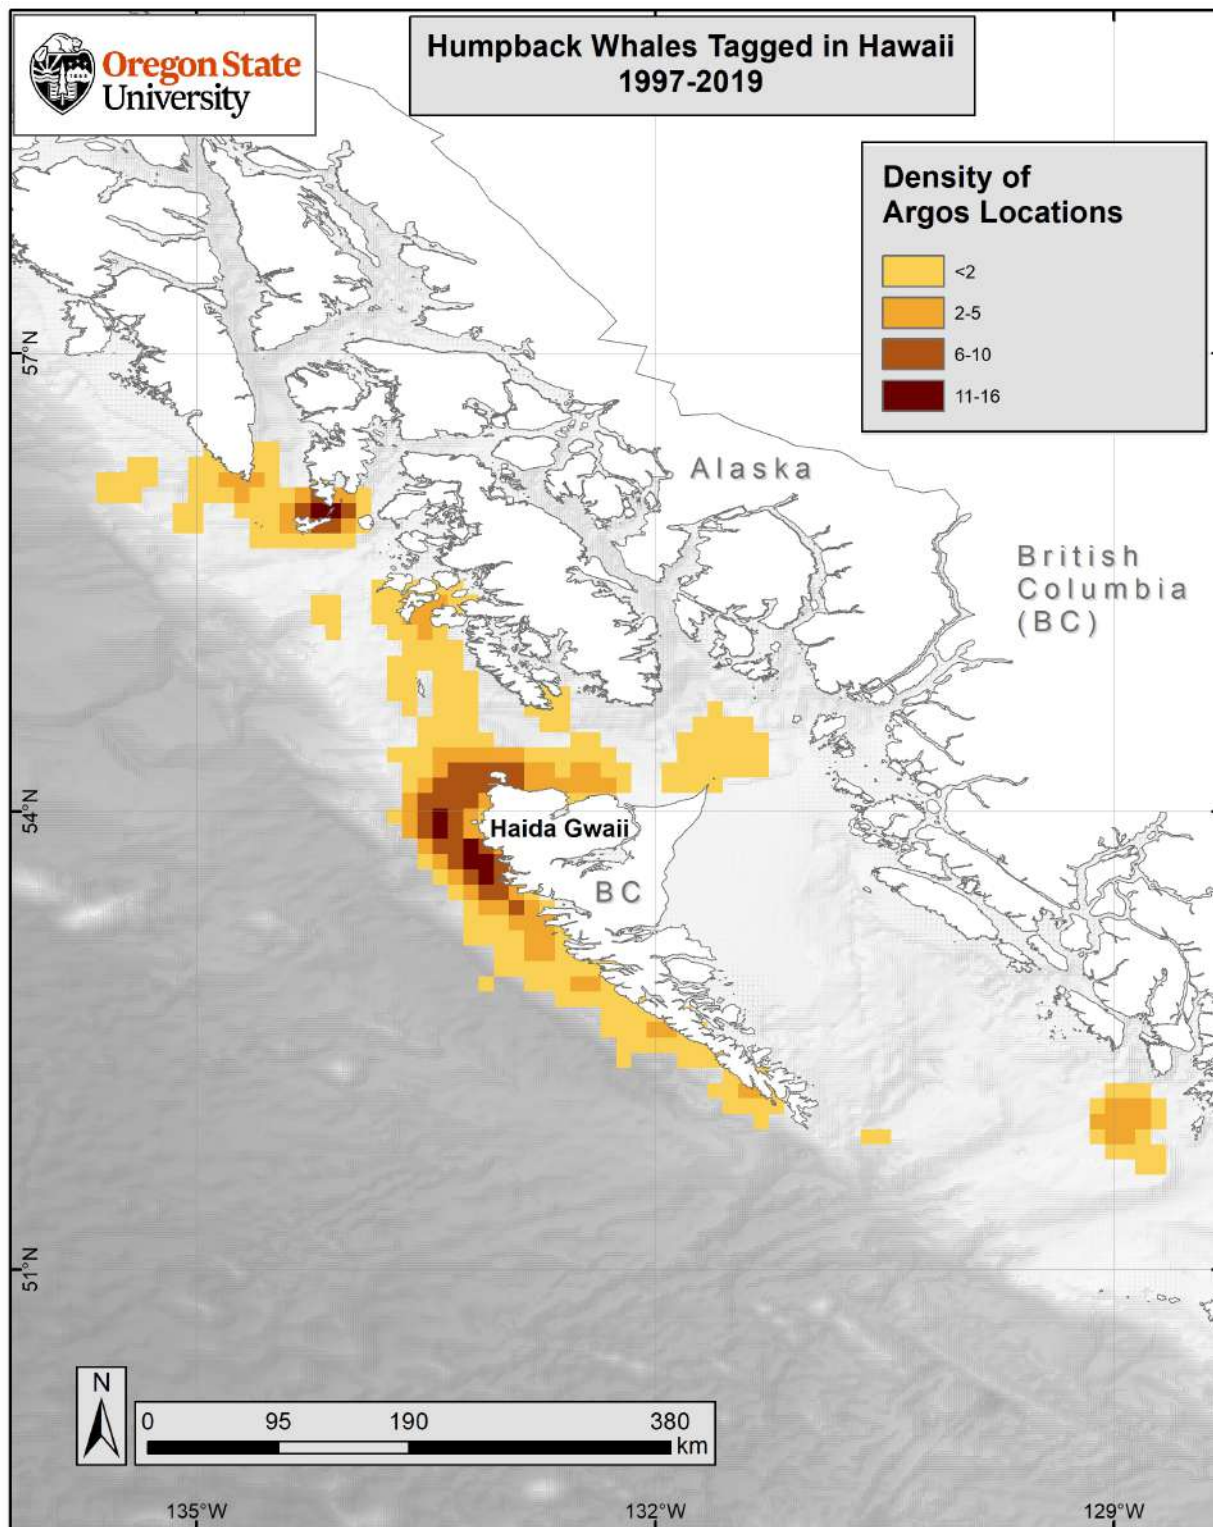 Oregon State
University
Humpback Whales Tagged in Hawaii
1997-2019
Density of
Argos Locations
<2
2-5
6-10
11-16
57°N
Alaska
British
Columbia
(BC)
54°N
Haida Gwaii
BC
51°N
N
0 95 190 380
km
135°W 132°W 129°W